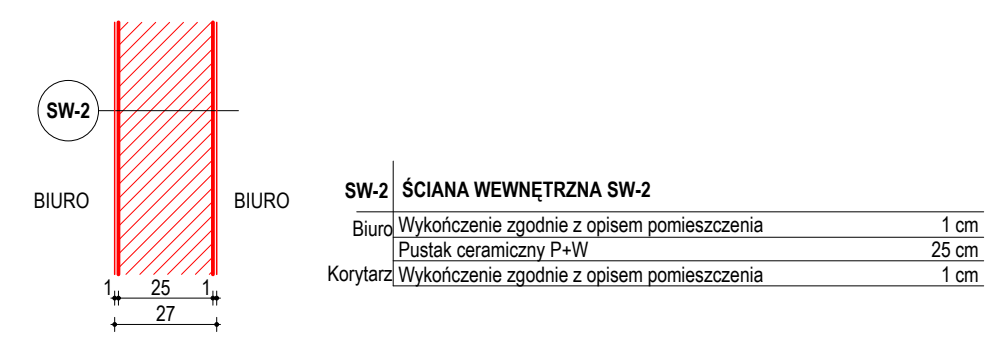 SW-2
BIURO
BIURO
1 25 1
27
SW-2 ŚCIANA WEWNĘTRZNA SW-2
Biuro Wykończenie zgodnie z opisem pomieszczenia 1 cm
Pustak ceramiczny P+W 25 cm
Korytarz Wykończenie zgodnie z opisem pomieszczenia 1 cm